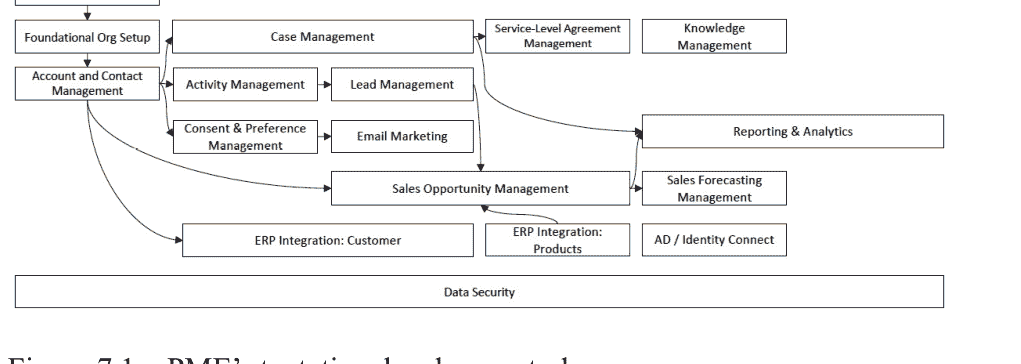 Foundational Org Setup
Case Management
Service-Level Agreement
Management
Knowledge
Management
Account and Contact
Management
Activity Management
Lead Management
Consent & Preference
Management
Email Marketing
Reporting & Analytics
Sales Opportunity Management
Sales Forecasting
Management
ERP Integration: Customer
ERP Integration:
Products
AD / Identity Connect
Data Security